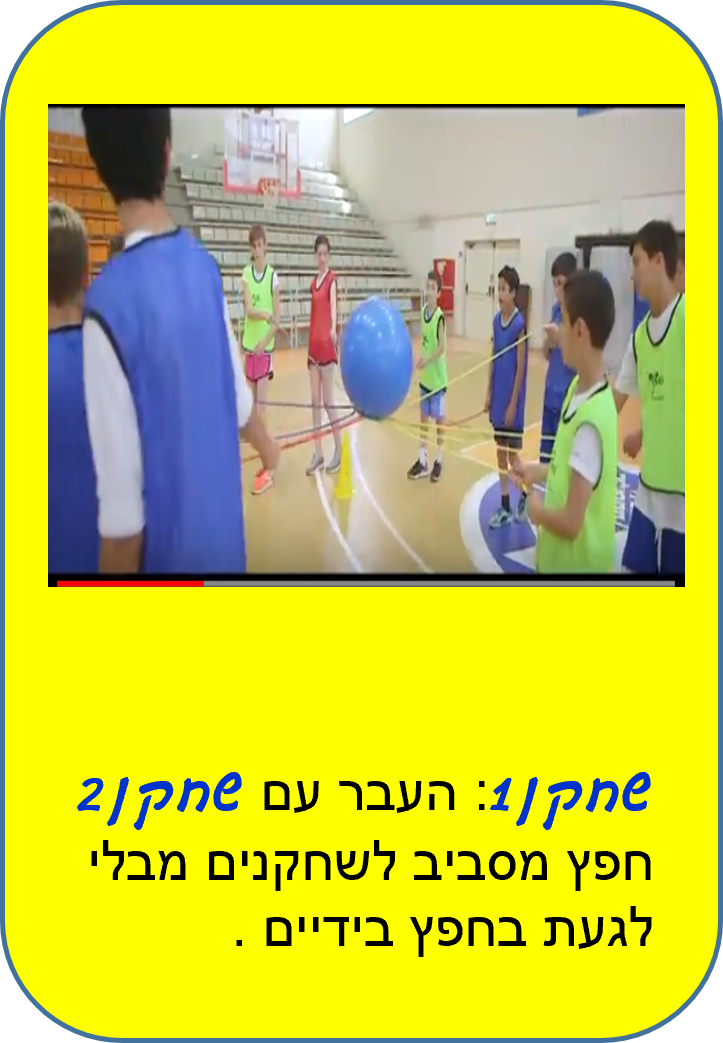 שחקן1: העבר עם שחקן2
חפץ מסביב לשחקנים מבלי
לגעת בחפץ בידיים .